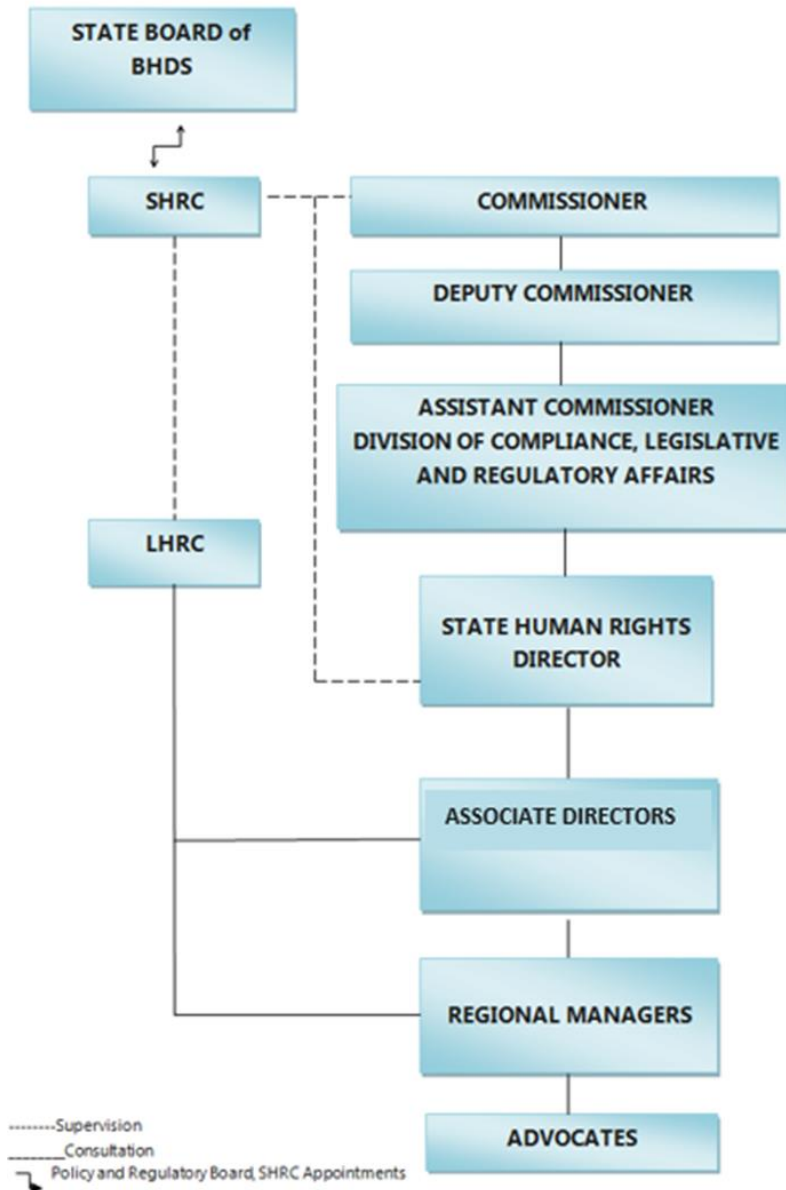 STATE BOARD of
BHDS
SHRC
COMMISSIONER
DEPUTY COMMISSIONER
ASSISTANT COMMISSIONER
DIVISION OF COMPLIANCE, LEGISLATIVE
AND REGULATORY AFFAIRS
LHRC
STATE HUMAN RIGHTS
DIRECTOR
ASSOCIATE DIRECTORS
REGIONAL MANAGERS
ADVOCATES
--------Supervision
________Consultation
Policy and Regulatory Board, SHRC Appointments